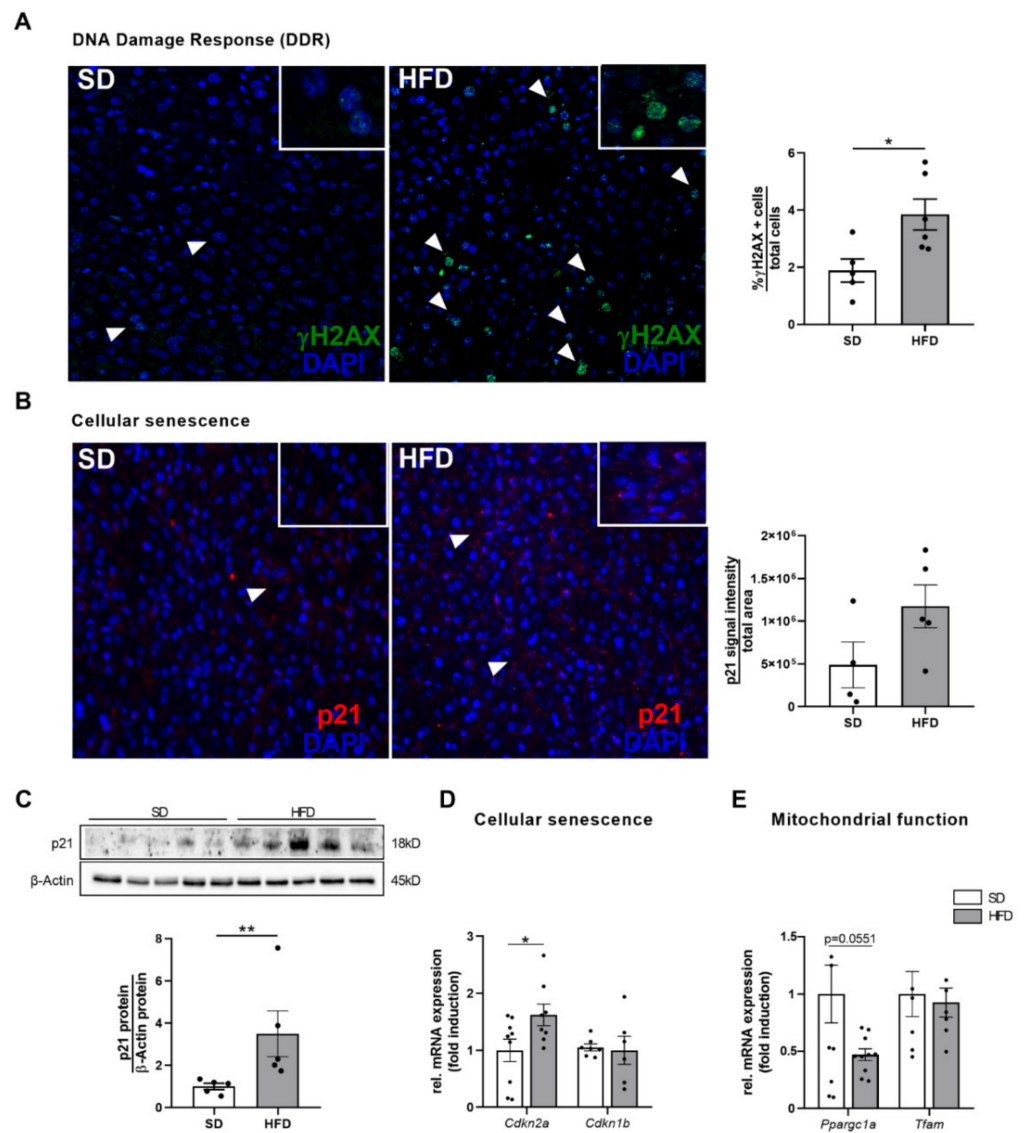 A
DNA Damage Response (DDR)
SD
HFD
γH2AX
DAPI
γH2AX
DAPI
%γH2AX + cells
total cells
6
4
2
0
*
SD HFD
B
Cellular senescence
SD
HFD
p21
DAPI
p21
DAPI
p21 signal intensity
total area
2×10⁶
1.5×10⁶
1×10⁶
5×10⁵
0
SD HFD
C
SD HFD
p21 18kD
β-Actin 45kD
p21 protein
β-Actin protein
8
6
4
2
0
**
SD HFD
D
Cellular senescence
rel. mRNA expression
(fold induction)
3
2
1
0
*
Cdkn2a Cdkn1b
E
Mitochondrial function
SD
HFD
rel. mRNA expression
(fold induction)
1.5
1
0.5
0
p=0.0551
Ppargc1a Tfam